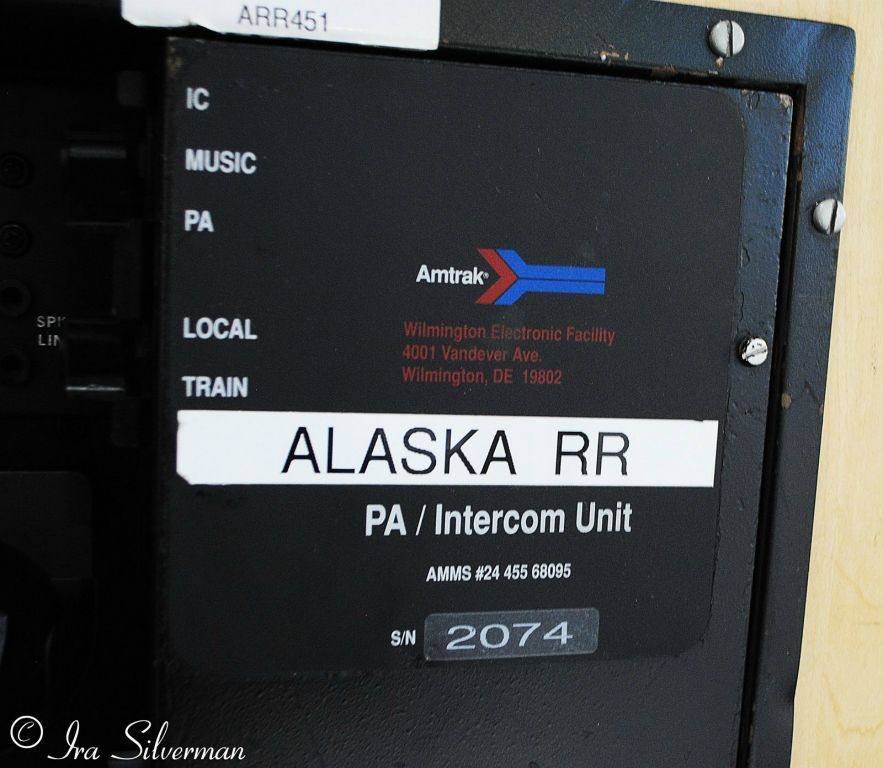 ARR451
IC
MUSIC
PA
Amtrak®
Wilmington Electronic Facility
4001 Vandever Ave.
Wilmington, DE 19802
LOCAL
TRAIN
ALASKA RR
PA / Intercom Unit
AMMS #24 455 68095
S/N 2074
© Ira Silverman